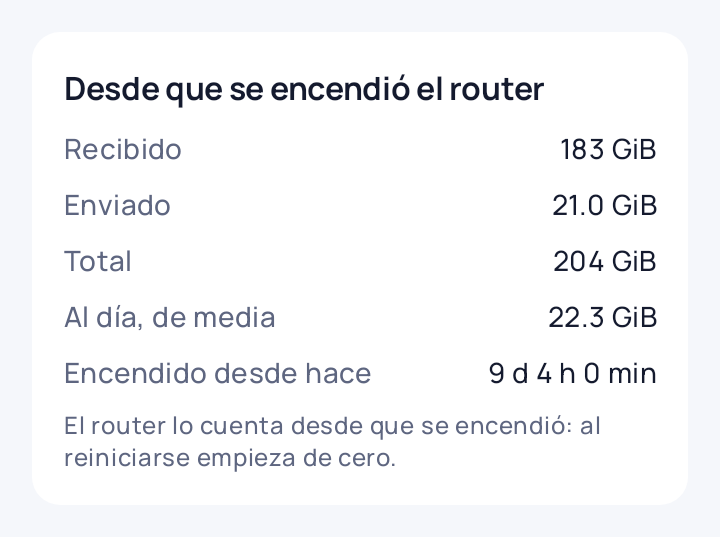 Desde que se encendió el router
Recibido 183 GiB
Enviado 21.0 GiB
Total 204 GiB
Al día, de media 22.3 GiB
Encendido desde hace 9 d 4 h 0 min
El router lo cuenta desde que se encendió: al
reiniciarse empieza de cero.